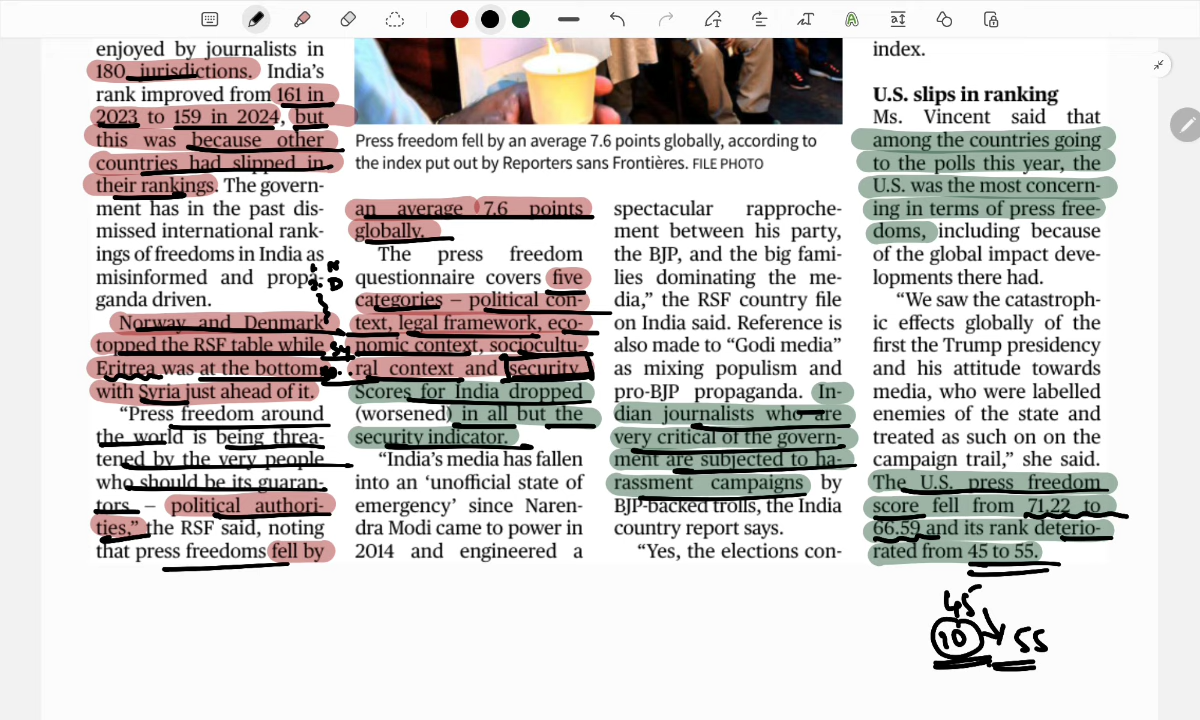 enjoyed by journalists in
180 jurisdictions. India's
rank improved from 161 in
2023 to 159 in 2024, but
this was because other
countries had slipped in
their rankings. The govern-
ment has in the past dis-
missed international rank-
ings of freedoms in India as
misinformed and propa-
ganda driven.
Norway and Denmark
topped the RSF table while
Eritrea was at the bottom
with Syria just ahead of it.
“Press freedom around
the world is being threa-
tened by the very people
who should be its guaran-
tors – political authori-
ties,” the RSF said, noting
that press freedoms fell by
Press freedom fell by an average 7.6 points globally, according to
the index put out by Reporters sans Frontières. FILE PHOTO
an average 7.6 points
globally.
The press freedom
questionnaire covers five
categories – political con-
text, legal framework, eco-
nomic context, sociocultu-
ral context and security
Scores for India dropped
(worsened) in all but the
security indicator.
“India's media has fallen
into an ‘unofficial state of
emergency’ since Naren-
dra Modi came to power in
2014 and engineered a
spectacular rapproche-
ment between his party,
the BJP, and the big fami-
lies dominating the me-
dia,” the RSF country file
on India said. Reference is
also made to “Godi media”
as mixing populism and
pro-BJP propaganda. In-
dian journalists who are
very critical of the govern-
ment are subjected to ha-
rassment campaigns by
BJP-backed trolls, the India
country report says.
“Yes, the elections con-
index.
U.S. slips in ranking
Ms. Vincent said that
among the countries going
to the polls this year, the
U.S. was the most concern-
ing in terms of press free-
doms, including because
of the global impact deve-
lopments there had.
“We saw the catastroph-
ic effects globally of the
first the Trump presidency
and his attitude towards
media, who were labelled
enemies of the state and
treated as such on on the
campaign trail,” she said.
The U.S. press freedom
score fell from 71.22 to
66.59 and its rank deterio-
rated from 45 to 55.
45
10
55